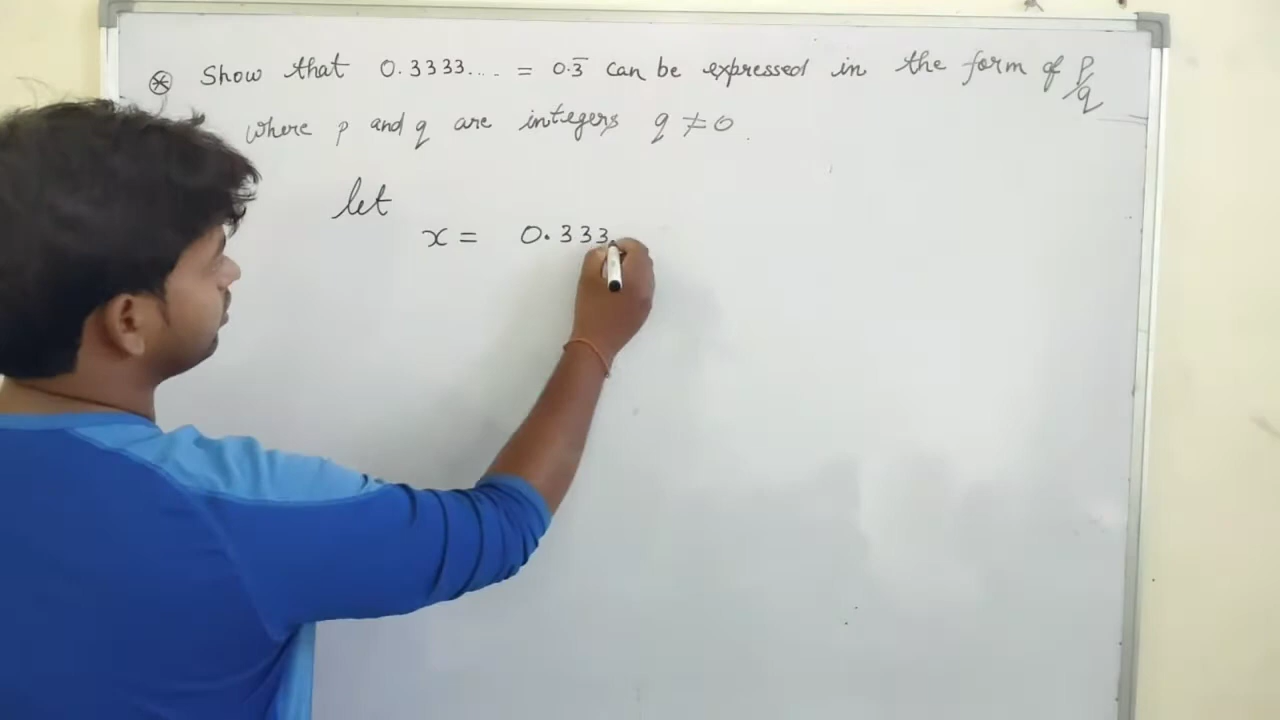 ⊛ Show that 0.3333.... = 0.3̅ can be expressed in the form of p/q
where p and q are integers q ≠ 0.
let
x = 0.333